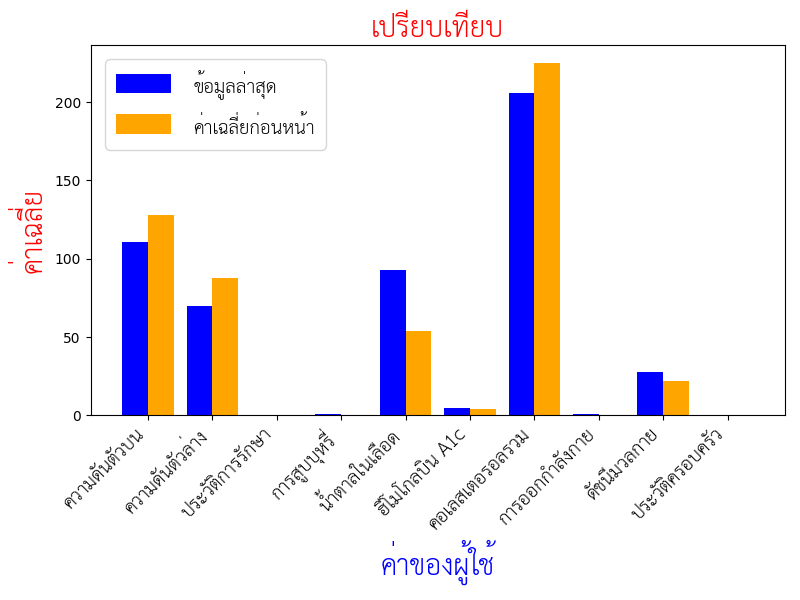 เปรียบเทียบ
ข้อมูลล่าสุด
ค่าเฉลี่ยก่อนหน้า
ค่าเฉลี่ย
200
150
100
50
0
ความดันตัวบน
ความดันตัวล่าง
ประวัติการรักษา
การสูบบุหรี่
น้ำตาลในเลือด
ฮีโมโกลบิน A1c
คอเลสเตอรอลรวม
การออกกำลังกาย
ดัชนีมวลกาย
ประวัติครอบครัว
ค่าของผู้ใช้